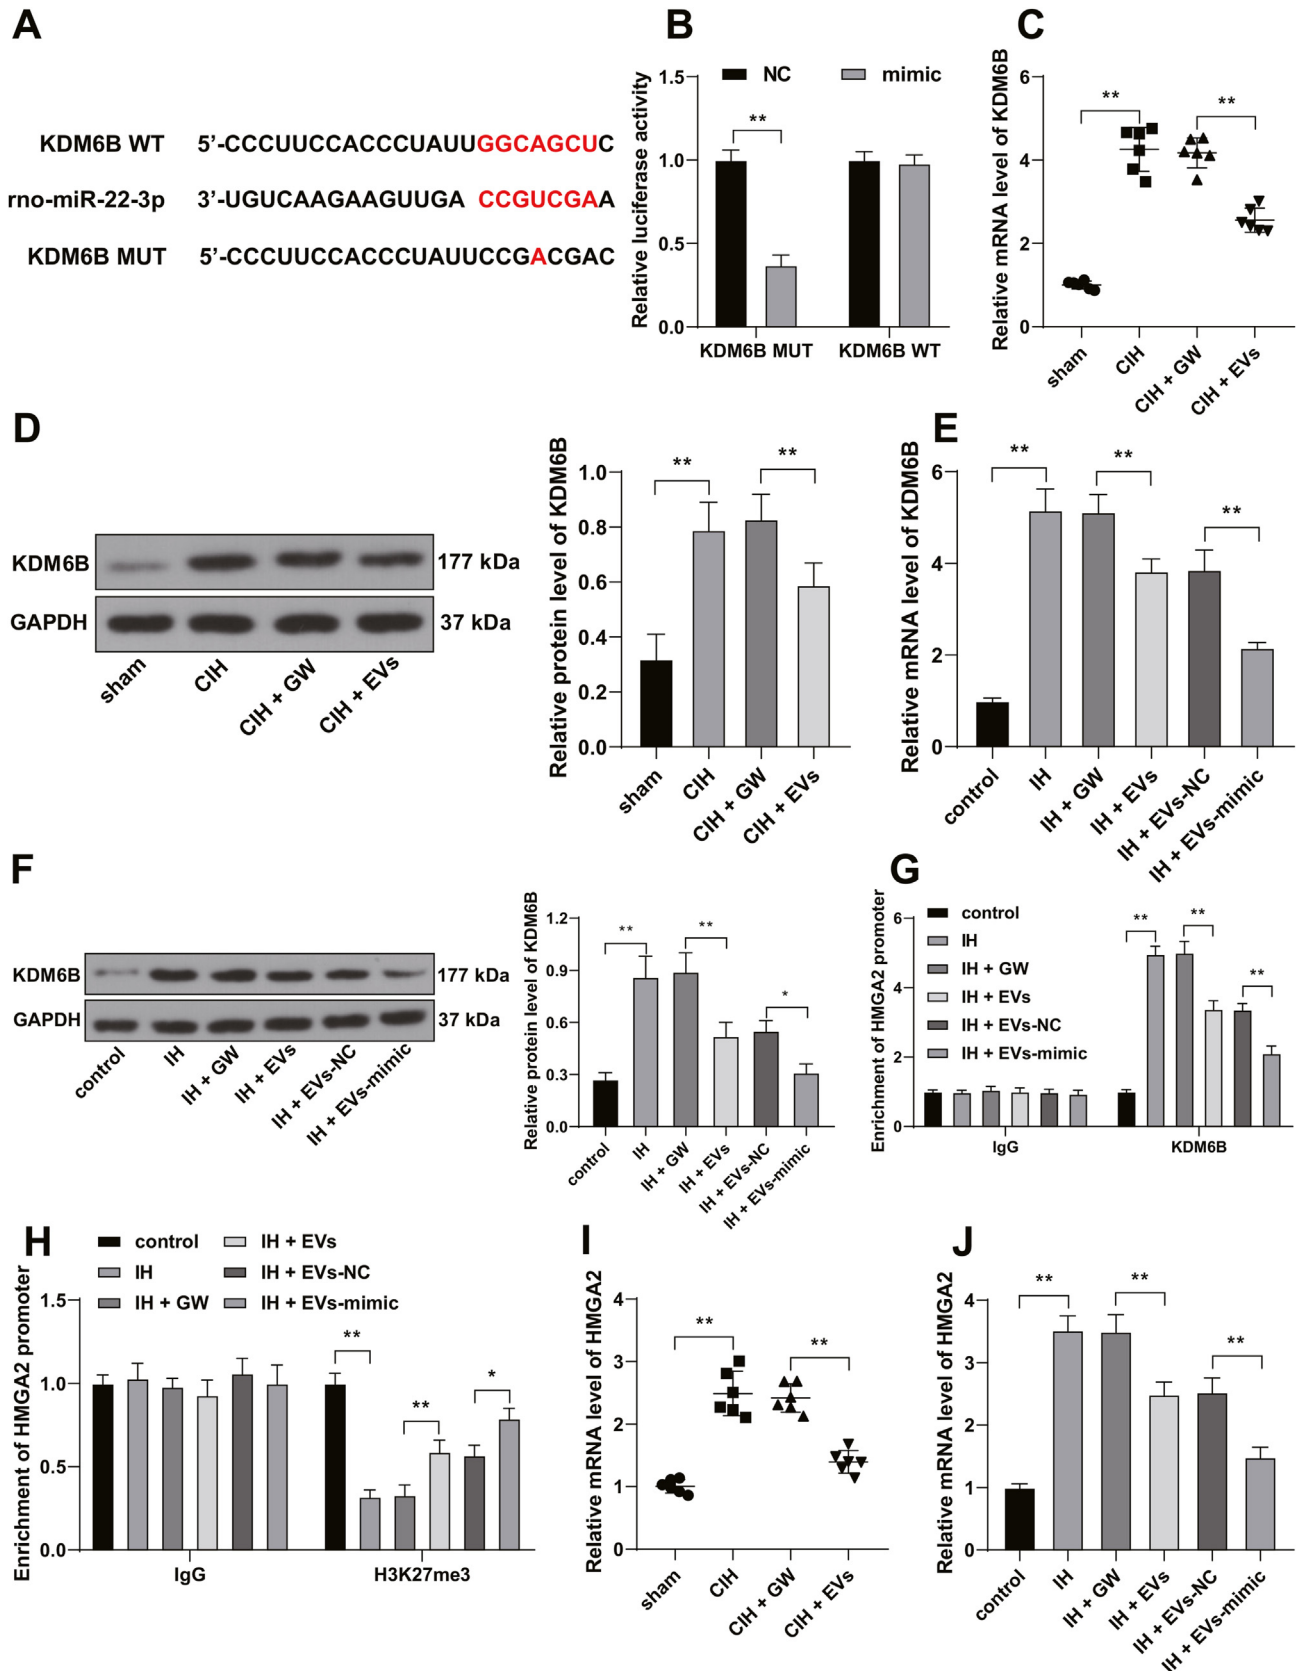 A
KDM6B WT 5’-CCCUUCCACCCUAUUGGCAGCUC
rno-miR-22-3p 3’-UGUCAAGAAGUUGA CCGUCGAA
KDM6B MUT 5’-CCCUUCCACCCUAUUCCGACGAC
B
Relative luciferase activity
NC mimic
1.5
1.0
0.5
0.0
**
KDM6B MUT KDM6B WT
C
Relative mRNA level of KDM6B
6
4
2
0
** **
sham CIH CIH + GW CIH + EVs
D
KDM6B 177 kDa
GAPDH 37 kDa
sham CIH CIH + GW CIH + EVs
Relative protein level of KDM6B
1.0
0.8
0.6
0.4
0.2
0.0
** **
sham CIH CIH + GW CIH + EVs
E
Relative mRNA level of KDM6B
6
4
2
0
** ** **
control IH IH + GW IH + EVs IH + EVs-NC IH + EVs-mimic
F
KDM6B 177 kDa
GAPDH 37 kDa
control IH IH + GW IH + EVs IH + EVs-NC IH + EVs-mimic
Relative protein level of KDM6B
1.2
0.9
0.6
0.3
0.0
** ** *
control IH IH + GW IH + EVs IH + EVs-NC IH + EVs-mimic
G
Enrichment of HMGA2 promoter
6
4
2
0
control
IH
IH + GW
IH + EVs
IH + EVs-NC
IH + EVs-mimic
** ** **
IgG KDM6B
H
control IH + EVs
IH IH + EVs-NC
IH + GW IH + EVs-mimic
Enrichment of HMGA2 promoter
1.5
1.0
0.5
0.0
** ** *
IgG H3K27me3
I
Relative mRNA level of HMGA2
4
3
2
1
0
** **
sham CIH CIH + GW CIH + EVs
J
Relative mRNA level of HMGA2
4
3
2
1
0
** ** **
control IH IH + GW IH + EVs IH + EVs-NC IH + EVs-mimic